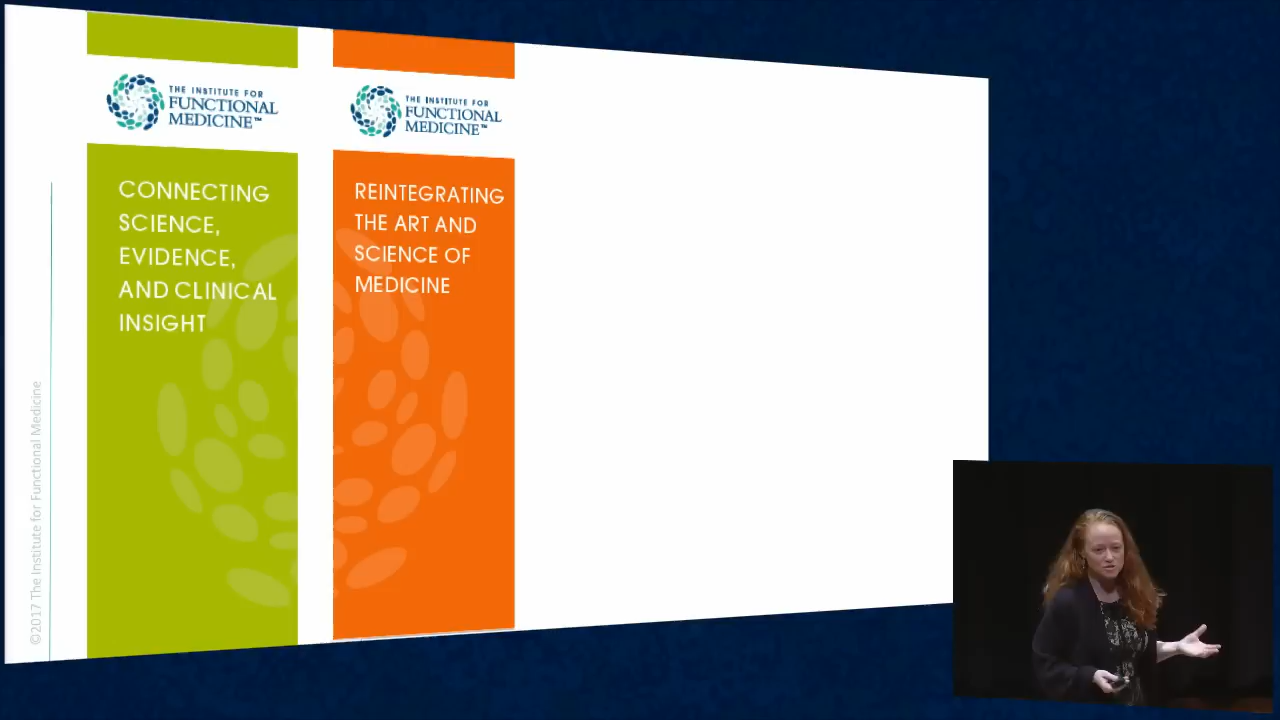 THE INSTITUTE FOR
FUNCTIONAL
MEDICINE™
CONNECTING
SCIENCE,
EVIDENCE,
AND CLINICAL
INSIGHT
THE INSTITUTE FOR
FUNCTIONAL
MEDICINE™
REINTEGRATING
THE ART AND
SCIENCE OF
MEDICINE
©2017 The Institute for Functional Medicine